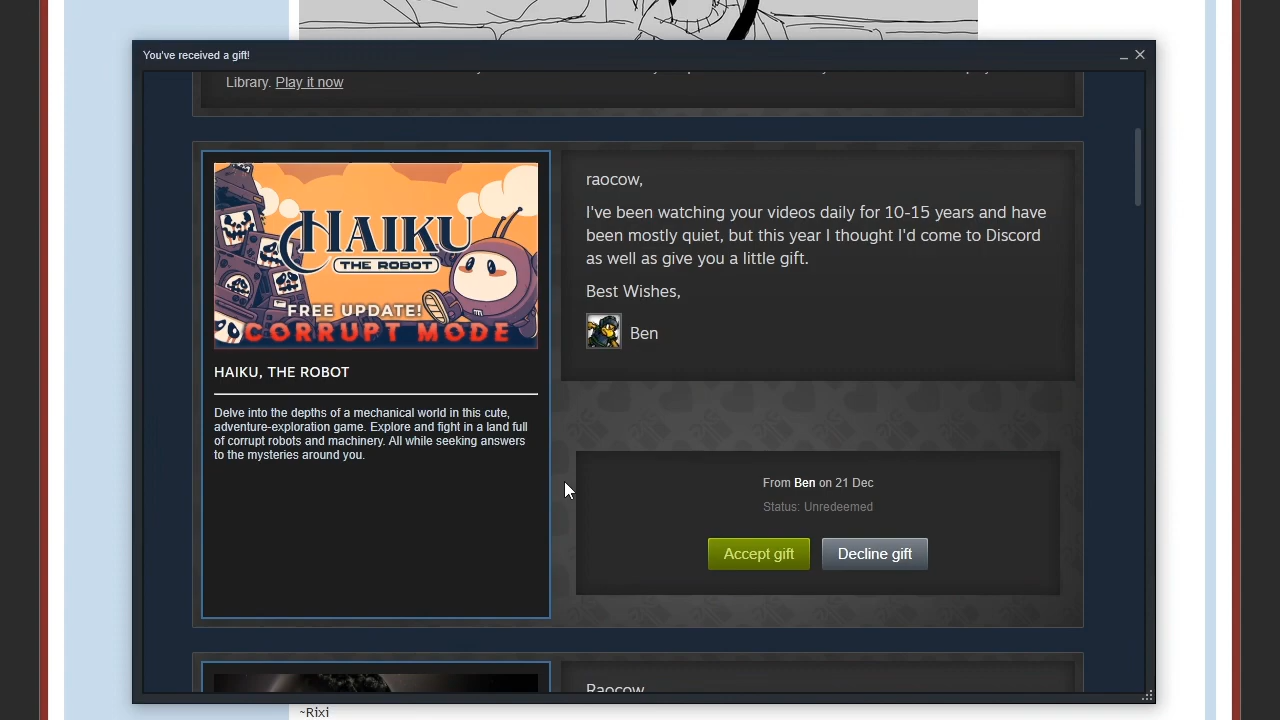 You've received a gift!
Library. Play it now
HAIKU
THE ROBOT
FREE UPDATE!
CORRUPT MODE
HAIKU, THE ROBOT
Delve into the depths of a mechanical world in this cute,
adventure-exploration game. Explore and fight in a land full
of corrupt robots and machinery. All while seeking answers
to the mysteries around you.
raocow,
I've been watching your videos daily for 10-15 years and have
been mostly quiet, but this year I thought I'd come to Discord
as well as give you a little gift.
Best Wishes,
Ben
From Ben on 21 Dec
Status: Unredeemed
Accept gift
Decline gift
Raocow
~Rixi